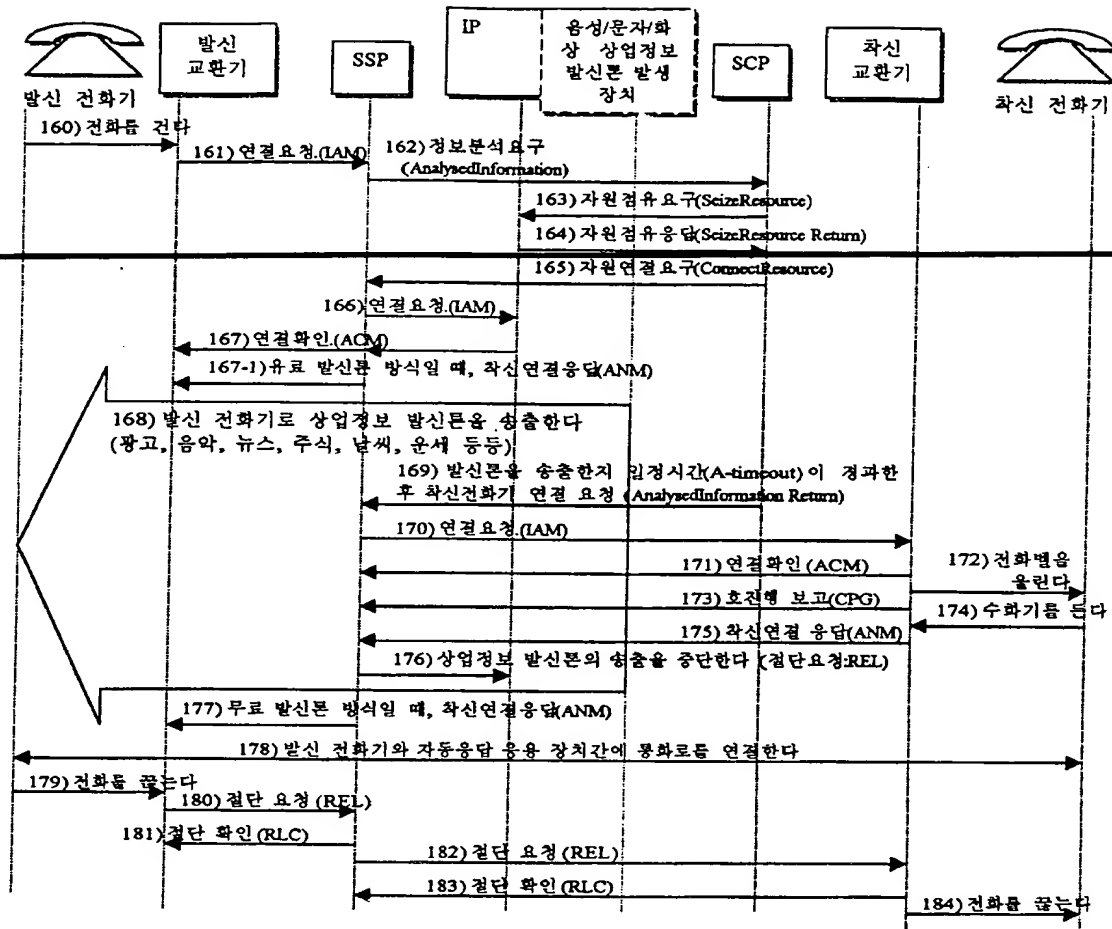 발신 전화기
발신
교환기
SSP
IP
음성/문자/화
상 상업정보
발신톤 발생
장치
SCP
착신
교환기
착신 전화기
160) 전화를 건다
161) 연결요청.(IAM)
162) 정보분석요구
(AnalysedInformation)
163) 자원점유요구(SeizeResource)
164) 자원점유응답(SeizeResource Return)
165) 자원연결요구(ConnectResource)
166) 연결요청.(IAM)
167) 연결확인.(ACM)
167-1) 유료 발신톤 방식일 때, 착신연결응답(ANM)
168) 발신 전화기로 상업정보 발신톤을 송출한다
(광고, 음악, 뉴스, 주식, 날씨, 운세 등등)
169) 발신톤을 송출한지 일정시간(A-timeout) 이 경과한
후 착신전화기 연결 요청 (AnalysedInformation Return)
170) 연결요청.(IAM)
171) 연결확인 (ACM)
172) 전화벨을
울린다
173) 호진행 보고(CPG)
174) 수화기를 든다
175) 착신연결 응답(ANM)
176) 상업정보 발신톤의 송출을 중단한다 (절단요청:REL)
177) 무료 발신톤 방식일 때, 착신연결응답(ANM)
178) 발신 전화기와 자동응답 응용 장치간에 통화로를 연결한다
179) 전화를 끊는다
180) 절단 요청 (REL)
181) 절단 확인 (RLC)
182) 절단 요청 (REL)
183) 절단 확인 (RLC)
184) 전화를 끊는다